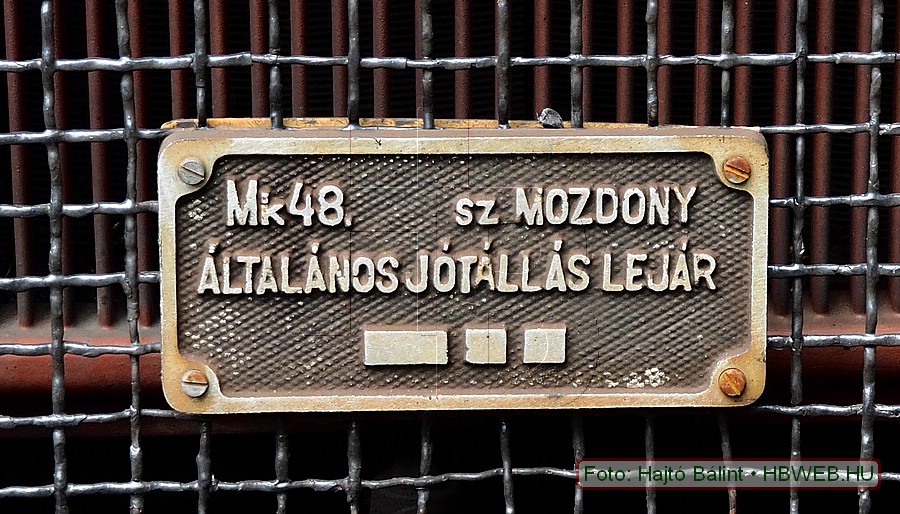 Mk48. sz MOZDONY
ÁLTALÁNOS JÓTÁLLÁS LEJÁR
Foto: Hajtó Bálint • HBWEB.HU